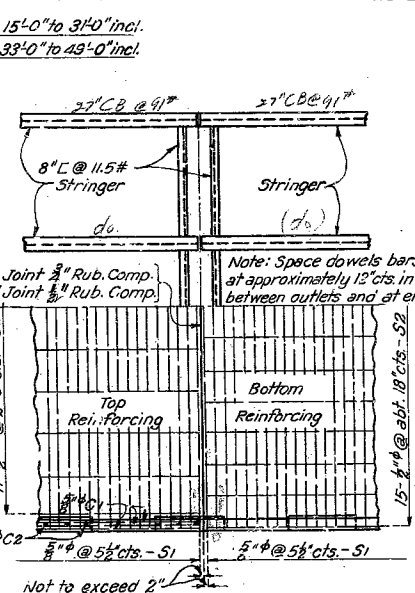 15'-0" to 31'-0" incl.
33'-0" to 49'-0" incl.
27" CB @ 91#
27" CB @ 91#
8" [ @ 11.5#
Stringer
Stringer
do.
(do)
Joint 3/4" Rub. Comp.
Joint 1/2" Rub. Comp.
Note: Space dowels bars
at approximately 12" cts. in
between outlets and at
Top
Reinforcing
Bottom
Reinforcing
15-1/2"φ @ abt. 18" cts.- S2
5/8"φ C1
φC2
5/8"φ @ 5 1/2" cts.- S1
5/8"φ @ 5 1/2" cts.- S1
Not to exceed 2"